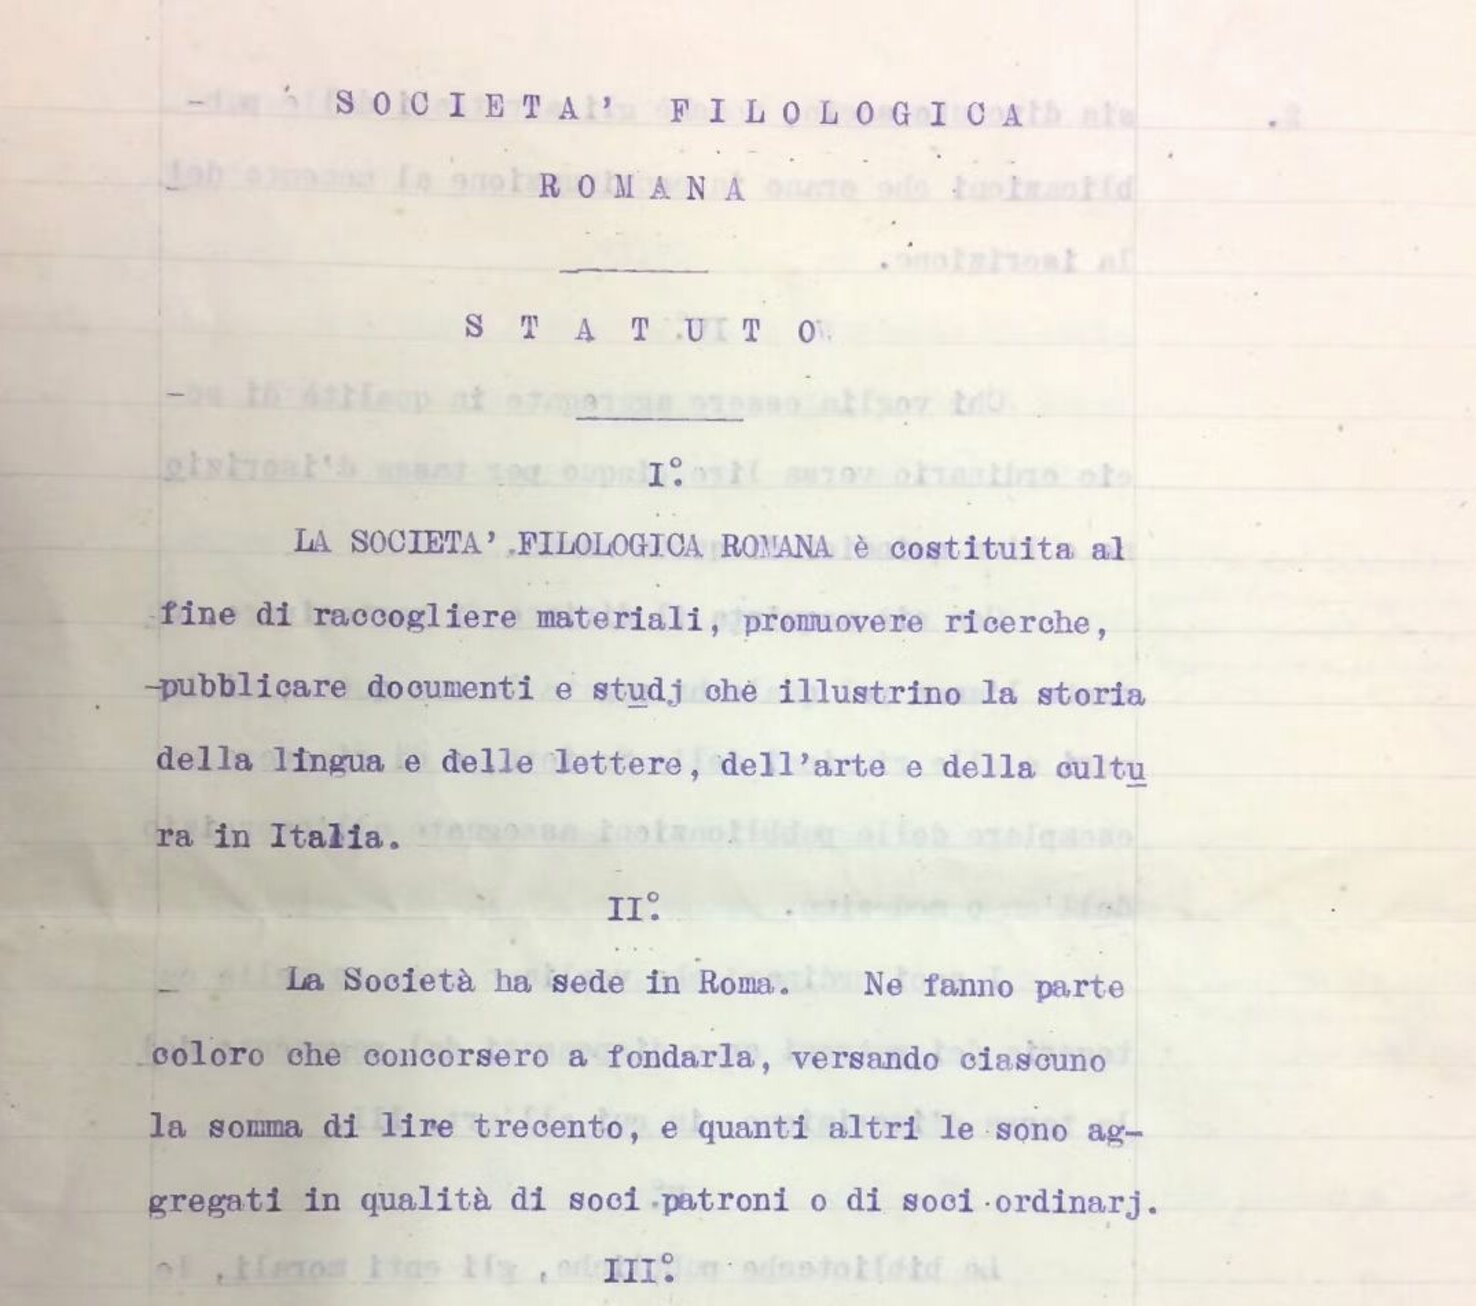 SOCIETA' FILOLOGICA
ROMANA
STATUTO
I°.
LA SOCIETA' FILOLOGICA ROMANA è costituita al
fine di raccogliere materiali, promuovere ricerche,
pubblicare documenti e studj che illustrino la storia
della lingua e delle lettere, dell'arte e della cultu
ra in Italia.
II°.
La Società ha sede in Roma. Ne fanno parte
coloro che concorsero a fondarla, versando ciascuno
la somma di lire trecento, e quanti altri le sono ag-
gregati in qualità di soci patroni o di soci ordinarj.
III°.